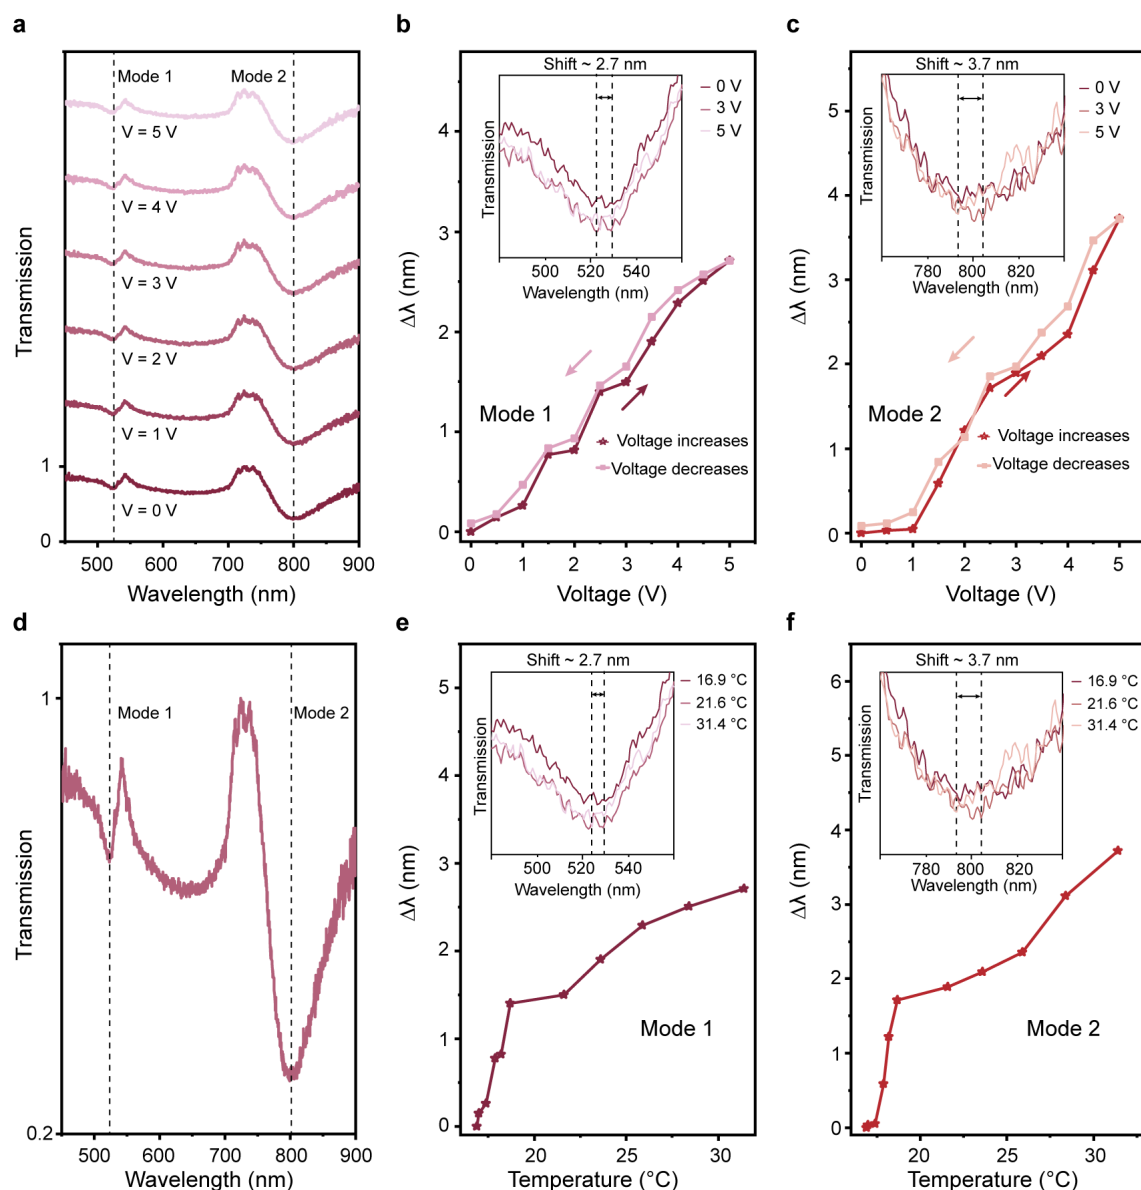 a
Mode 1
Mode 2
V = 5 V
V = 4 V
V = 3 V
V = 2 V
V = 1 V
V = 0 V
1
0
500
600
700
800
900
Wavelength (nm)
Transmission
b
Shift ~ 2.7 nm
0 V
3 V
5 V
Transmission
500
520
540
Wavelength (nm)
4
3
2
1
0
Δλ (nm)
Mode 1
Voltage increases
Voltage decreases
0 1 2 3 4 5
Voltage (V)
c
Shift ~ 3.7 nm
0 V
3 V
5 V
Transmission
780
800
820
Wavelength (nm)
5
4
3
2
1
0
Δλ (nm)
Mode 2
Voltage increases
Voltage decreases
0 1 2 3 4 5
Voltage (V)
d
1
0.2
Mode 1
Mode 2
Transmission
500
600
700
800
900
Wavelength (nm)
e
Shift ~ 2.7 nm
16.9 °C
21.6 °C
31.4 °C
Transmission
500
520
540
Wavelength (nm)
5
4
3
2
1
0
Δλ (nm)
Mode 1
20 25 30
Temperature (°C)
f
Shift ~ 3.7 nm
16.9 °C
21.6 °C
31.4 °C
Transmission
780
800
820
Wavelength (nm)
6
5
4
3
2
1
0
Δλ (nm)
Mode 2
20 25 30
Temperature (°C)